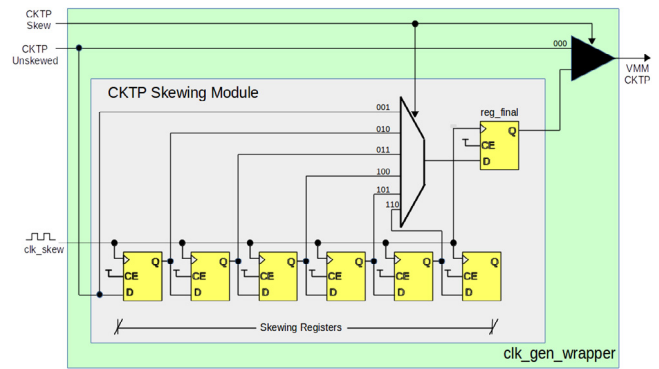 CKTP
Skew
CKTP
Unskewed
000
VMM
CKTP
CKTP Skewing Module
001
010
011
100
101
110
reg_final
Q
CE
D
clk_skew
Q
CE
D
Q
CE
D
Q
CE
D
Q
CE
D
Q
CE
D
Q
CE
D
Skewing Registers
clk_gen_wrapper